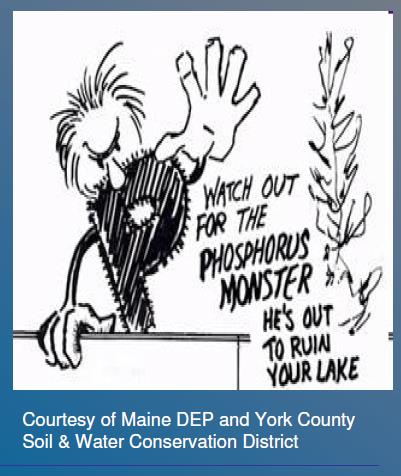 WATCH OUT
FOR THE
PHOSPHORUS
MONSTER
HE'S OUT
TO RUIN
YOUR LAKE
Courtesy of Maine DEP and York County
Soil & Water Conservation District